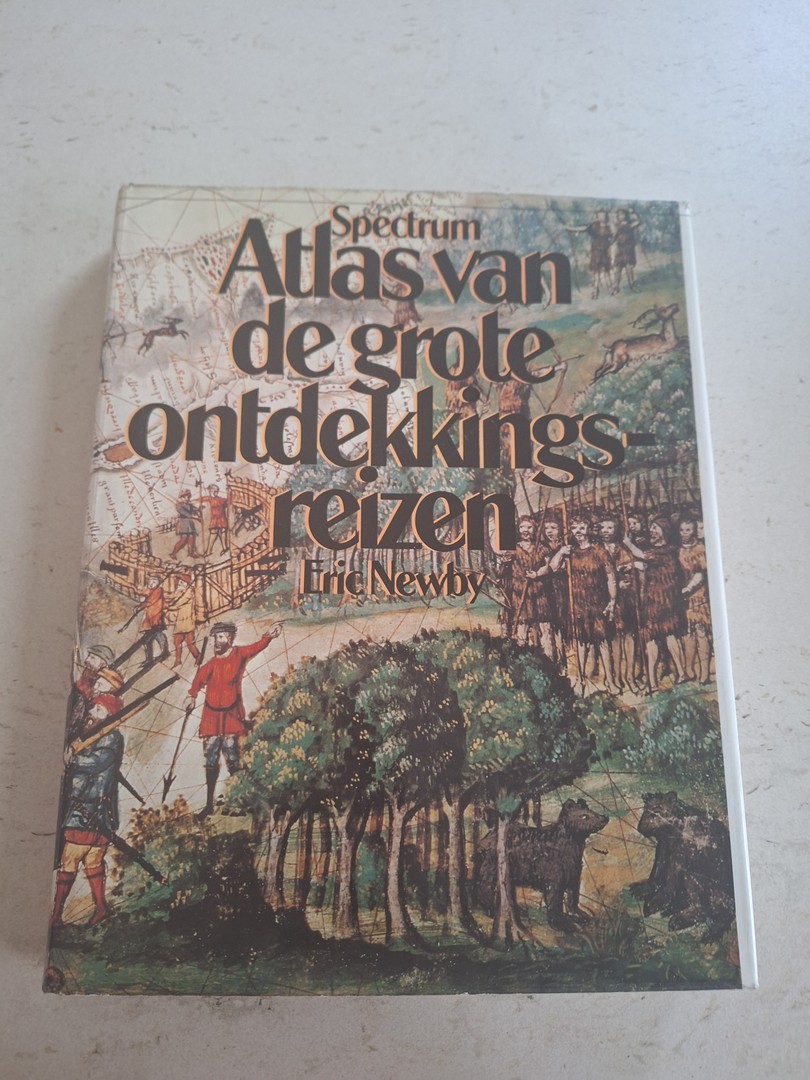 Spectrum
Atlas van
de grote
ontdekkings-
reizen
Eric Newby